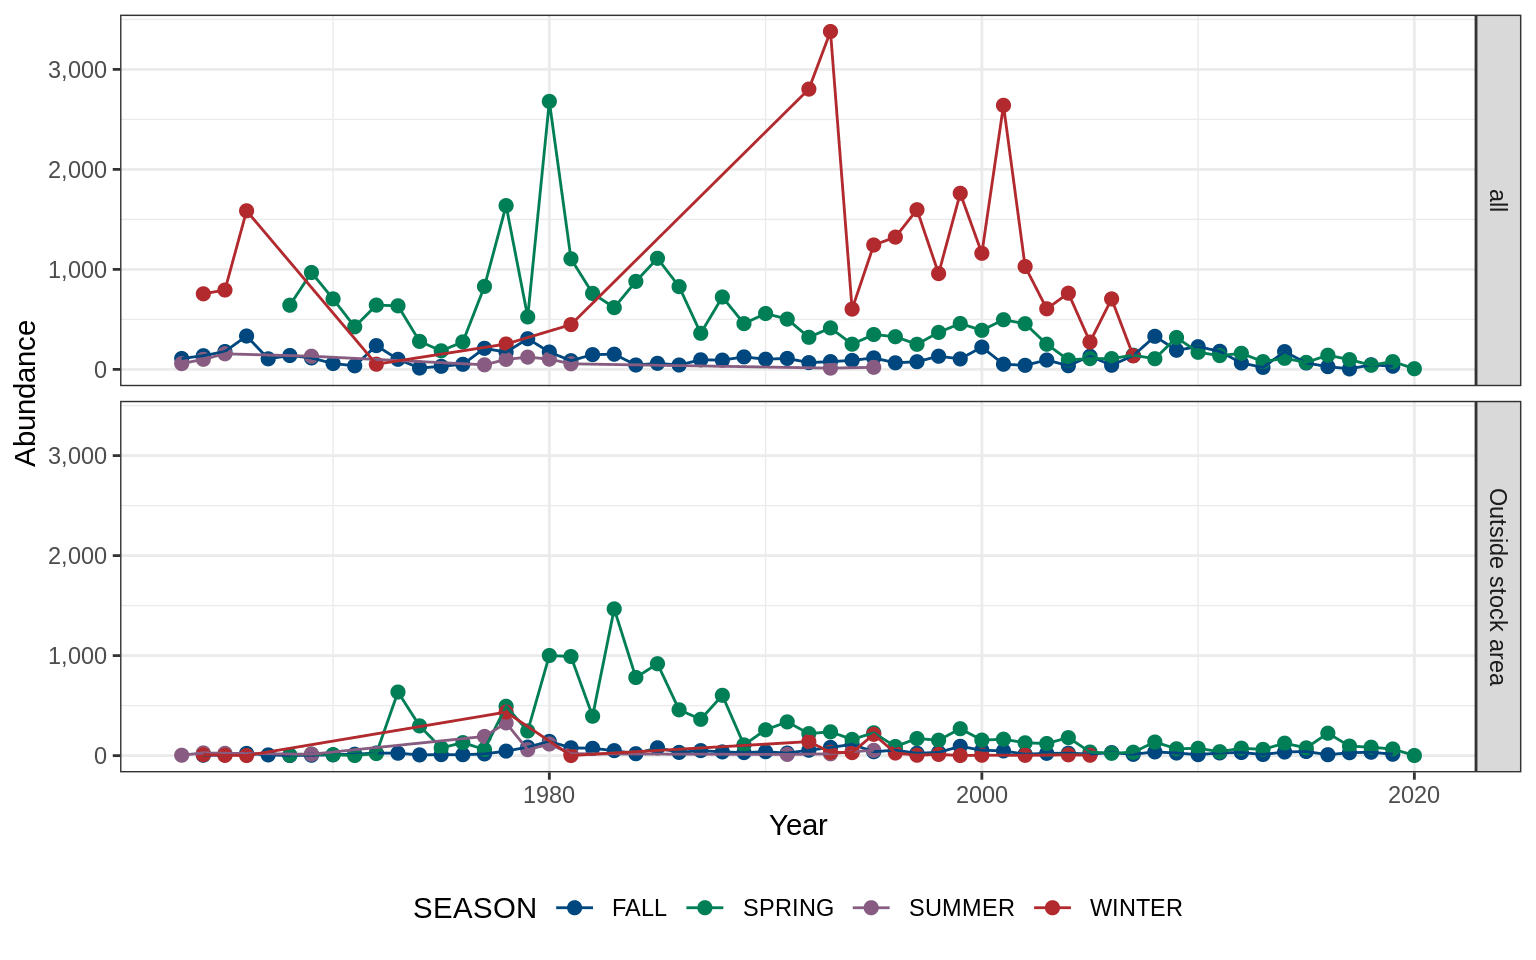 3,000
2,000
1,000
0
all
Abundance
3,000
2,000
1,000
0
Outside stock area
1980
2000
2020
Year
SEASON FALL SPRING SUMMER WINTER